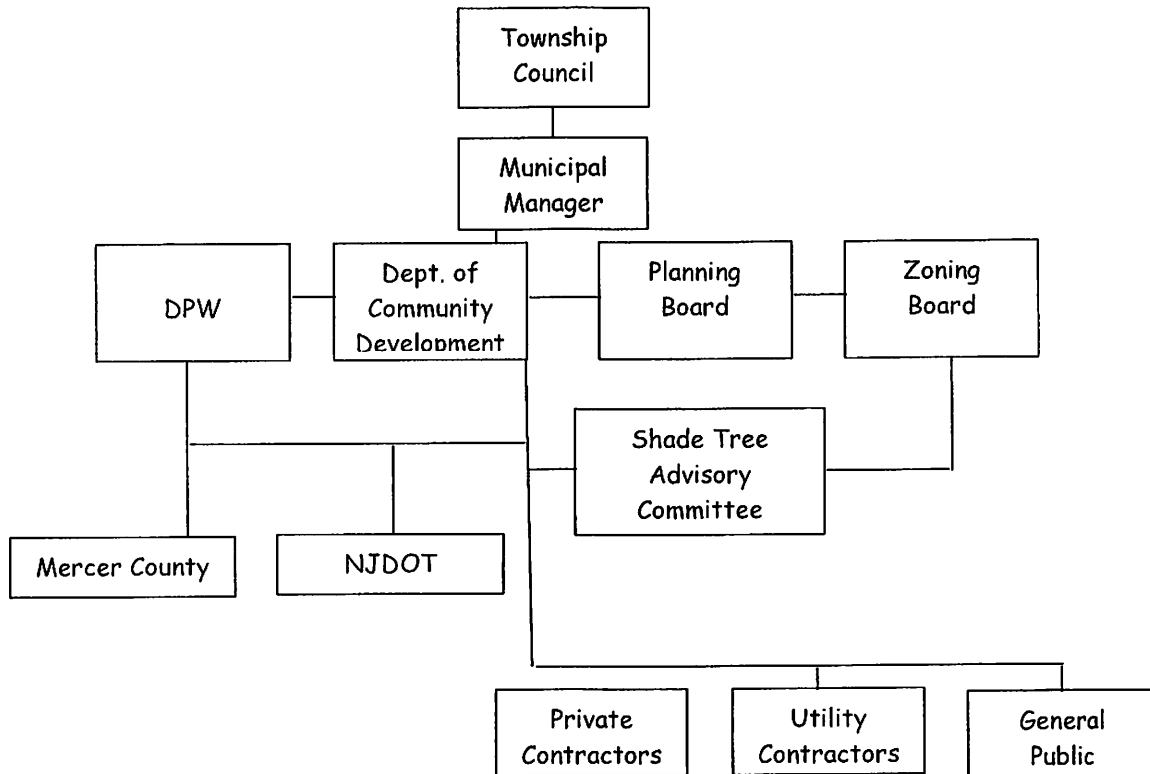 Township
Council
Municipal
Manager
DPW
Dept. of
Community
Development
Planning
Board
Zoning
Board
Shade Tree
Advisory
Committee
Mercer County
NJDOT
Private
Contractors
Utility
Contractors
General
Public